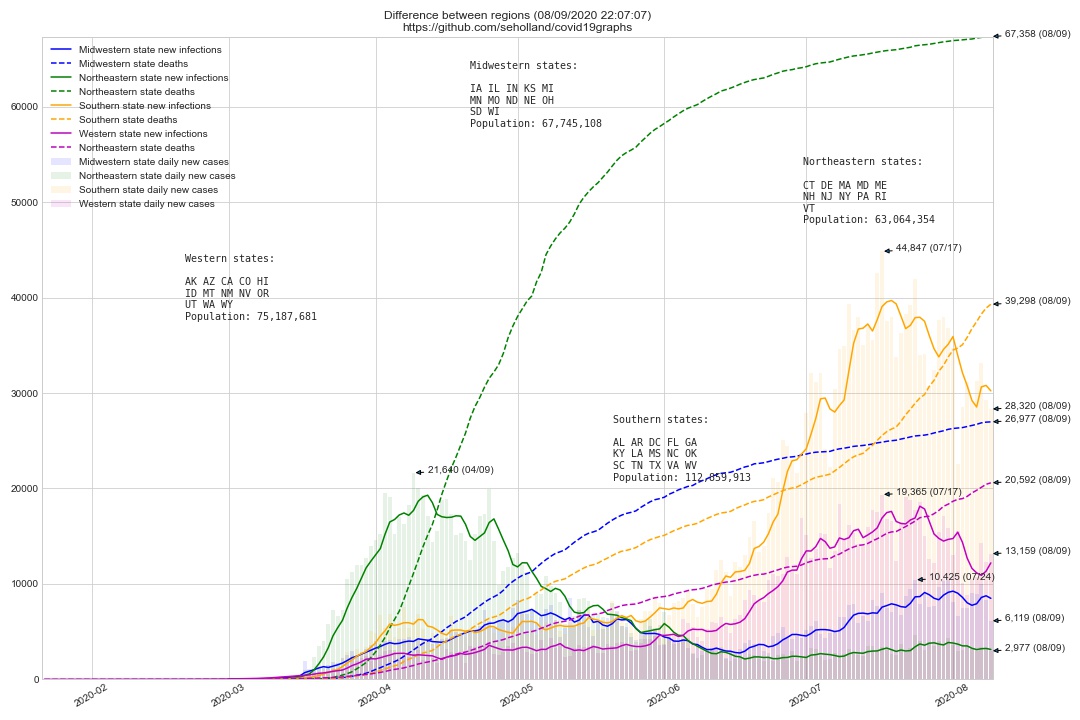 Difference between regions (08/09/2020 22:07:07)
https://github.com/seholland/covid19graphs
Midwestern state new infections
Midwestern state deaths
Northeastern state new infections
Northeastern state deaths
Southern state new infections
Southern state deaths
Western state new infections
Northeastern state deaths
Midwestern state daily new cases
Northeastern state daily new cases
Southern state daily new cases
Western state daily new cases
Midwestern states:
IA IL IN KS MI
MN MO ND NE OH
SD WI
Population: 67,745,108
Northeastern states:
CT DE MA MD ME
NH NJ NY PA RI
VT
Population: 63,064,354
Western states:
AK AZ CA CO HI
ID MT NM NV OR
UT WA WY
Population: 75,187,681
Southern states:
AL AR DC FL GA
KY LA MS NC OK
SC TN TX VA WV
Population: 112,859,913
67,358 (08/09)
44,847 (07/17)
39,298 (08/09)
28,320 (08/09)
26,977 (08/09)
21,640 (04/09)
20,592 (08/09)
19,365 (07/17)
13,159 (08/09)
10,425 (07/24)
6,119 (08/09)
2,977 (08/09)
60000
50000
40000
30000
20000
10000
0
2020-02
2020-03
2020-04
2020-05
2020-06
2020-07
2020-08